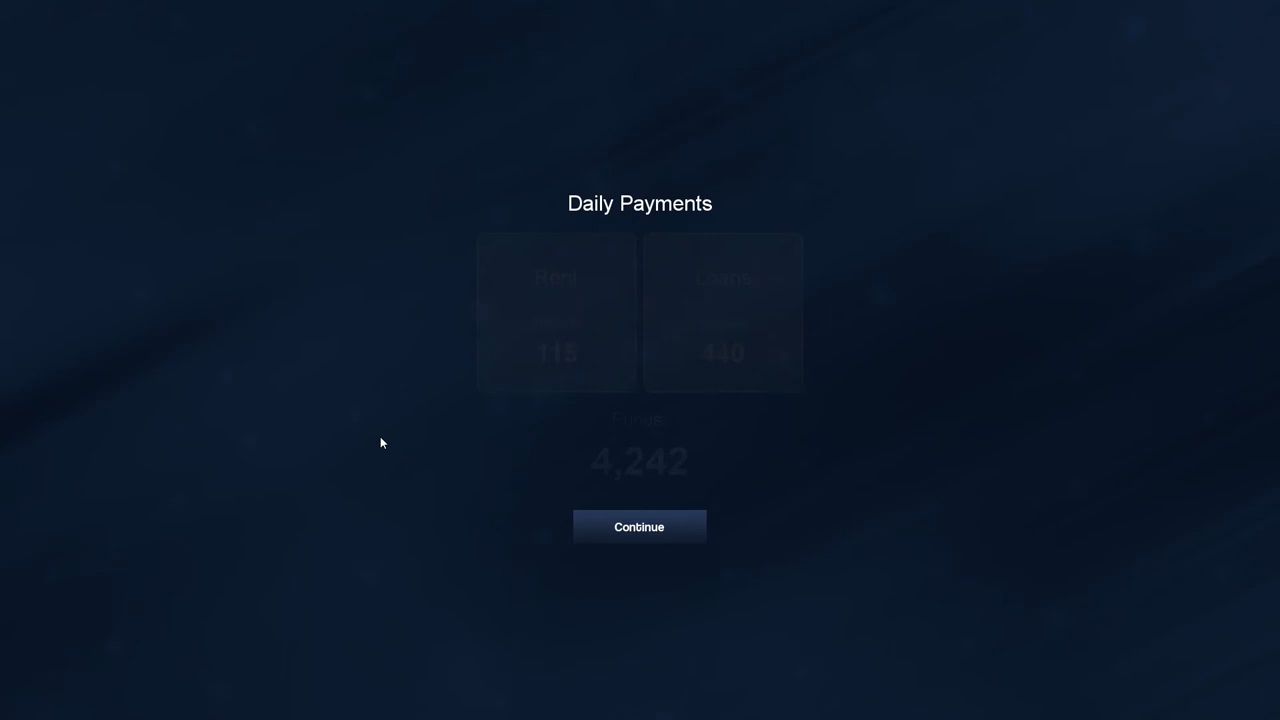 Daily Payments
Rent
Loans
115
440
Funds
4,242
Continue